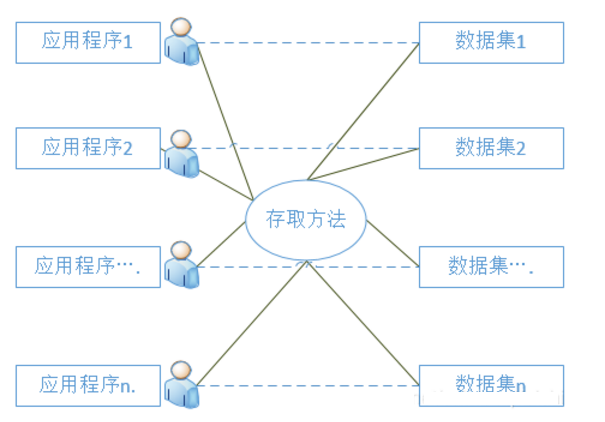 应用程序1
数据集1
应用程序2
数据集2
存取方法
应用程序….
数据集….
应用程序n.
数据集n